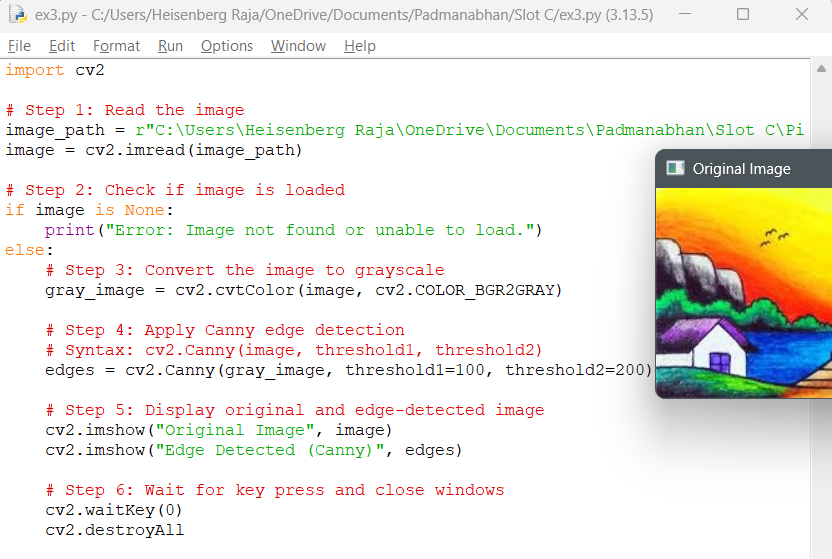 ex3.py - C:/Users/Heisenberg Raja/OneDrive/Documents/Padmanabhan/Slot C/ex3.py (3.13.5)
File Edit Format Run Options Window Help
import cv2
# Step 1: Read the image
image_path = r"C:\Users\Heisenberg Raja\OneDrive\Documents\Padmanabhan\Slot C\Pi
image = cv2.imread(image_path)
# Step 2: Check if image is loaded
if image is None:
    print("Error: Image not found or unable to load.")
else:
    # Step 3: Convert the image to grayscale
    gray_image = cv2.cvtColor(image, cv2.COLOR_BGR2GRAY)
    # Step 4: Apply Canny edge detection
    # Syntax: cv2.Canny(image, threshold1, threshold2)
    edges = cv2.Canny(gray_image, threshold1=100, threshold2=200)
    # Step 5: Display original and edge-detected image
    cv2.imshow("Original Image", image)
    cv2.imshow("Edge Detected (Canny)", edges)
    # Step 6: Wait for key press and close windows
    cv2.waitKey(0)
    cv2.destroyAll
Original Image